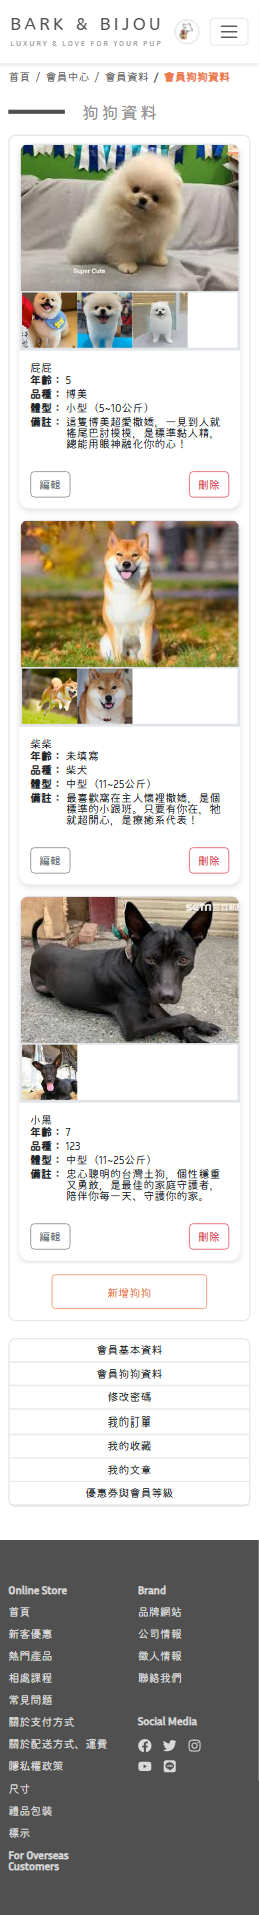 BARK & BIJOU
LUXURY & LOVE FOR YOUR PUP
首頁 / 會員中心 / 會員資料 / 會員狗狗資料
狗狗資料
Super Cute
屁屁
年齡： 5
品種： 博美
體型： 小型（5~10公斤）
備註： 這隻博美超愛撒嬌，一見到人就
搖尾巴討摸摸，是標準黏人精，
總能用眼神融化你的心！
編輯 刪除
柴柴
年齡： 未填寫
品種： 柴犬
體型： 中型（11~25公斤）
備註： 最喜歡窩在主人懷裡撒嬌，是個
標準的小跟班。只要有你在，牠
就超開心，是療癒系代表！
編輯 刪除
小黑
年齡： 7
品種： 123
體型： 中型（11~25公斤）
備註： 忠心聰明的台灣土狗，個性穩重
又勇敢，是最佳的家庭守護者，
陪伴你每一天、守護你的家。
編輯 刪除
新增狗狗
會員基本資料
會員狗狗資料
修改密碼
我的訂單
我的收藏
我的文章
優惠券與會員等級
Online Store
首頁
新客優惠
熱門產品
相處課程
常見問題
關於支付方式
關於配送方式、運費
隱私權政策
尺寸
禮品包裝
標示
For Overseas
Customers
Brand
品牌網站
公司情報
徵人情報
聯絡我們
Social Media